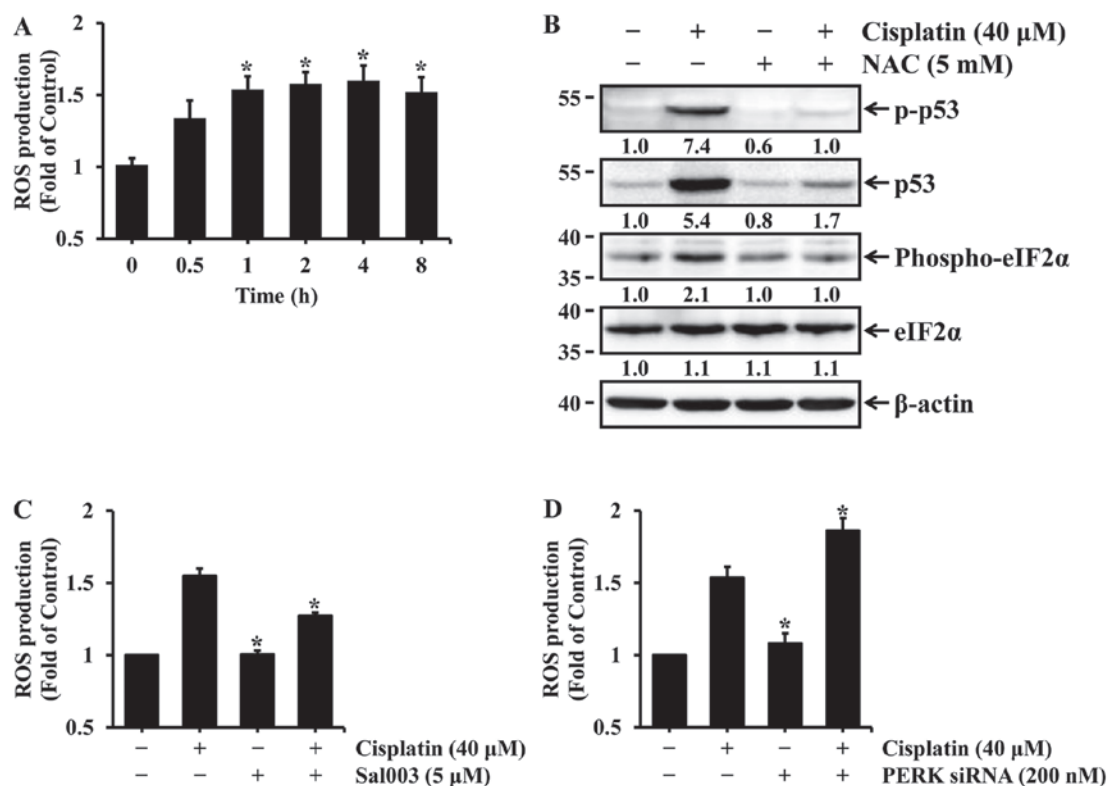 A
ROS production
(Fold of Control)
2
1.5
1
0.5
* * * *
0 0.5 1 2 4 8
Time (h)
B
– + – + Cisplatin (40 μM)
– – + + NAC (5 mM)
55 p-p53
1.0 7.4 0.6 1.0
55 p53
1.0 5.4 0.8 1.7
40
35
Phospho-eIF2α
1.0 2.1 1.0 1.0
40
35
eIF2α
1.0 1.1 1.1 1.1
40 β-actin
C
ROS production
(Fold of Control)
2
1.5
1
0.5
* *
– + – + Cisplatin (40 μM)
– – + + Sal003 (5 μM)
D
ROS production
(Fold of Control)
2
1.5
1
0.5
* *
– + – + Cisplatin (40 μM)
– – + + PERK siRNA (200 nM)